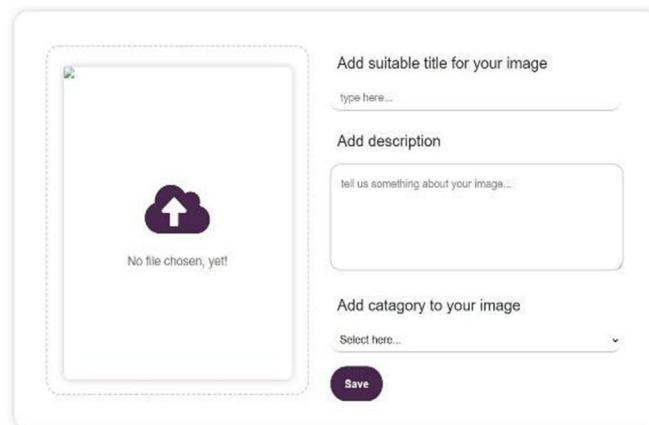 Add suitable title for your image
type here...
Add description
tell us something about your image...
No file chosen, yet!
Add catagory to your image
Select here...
Save